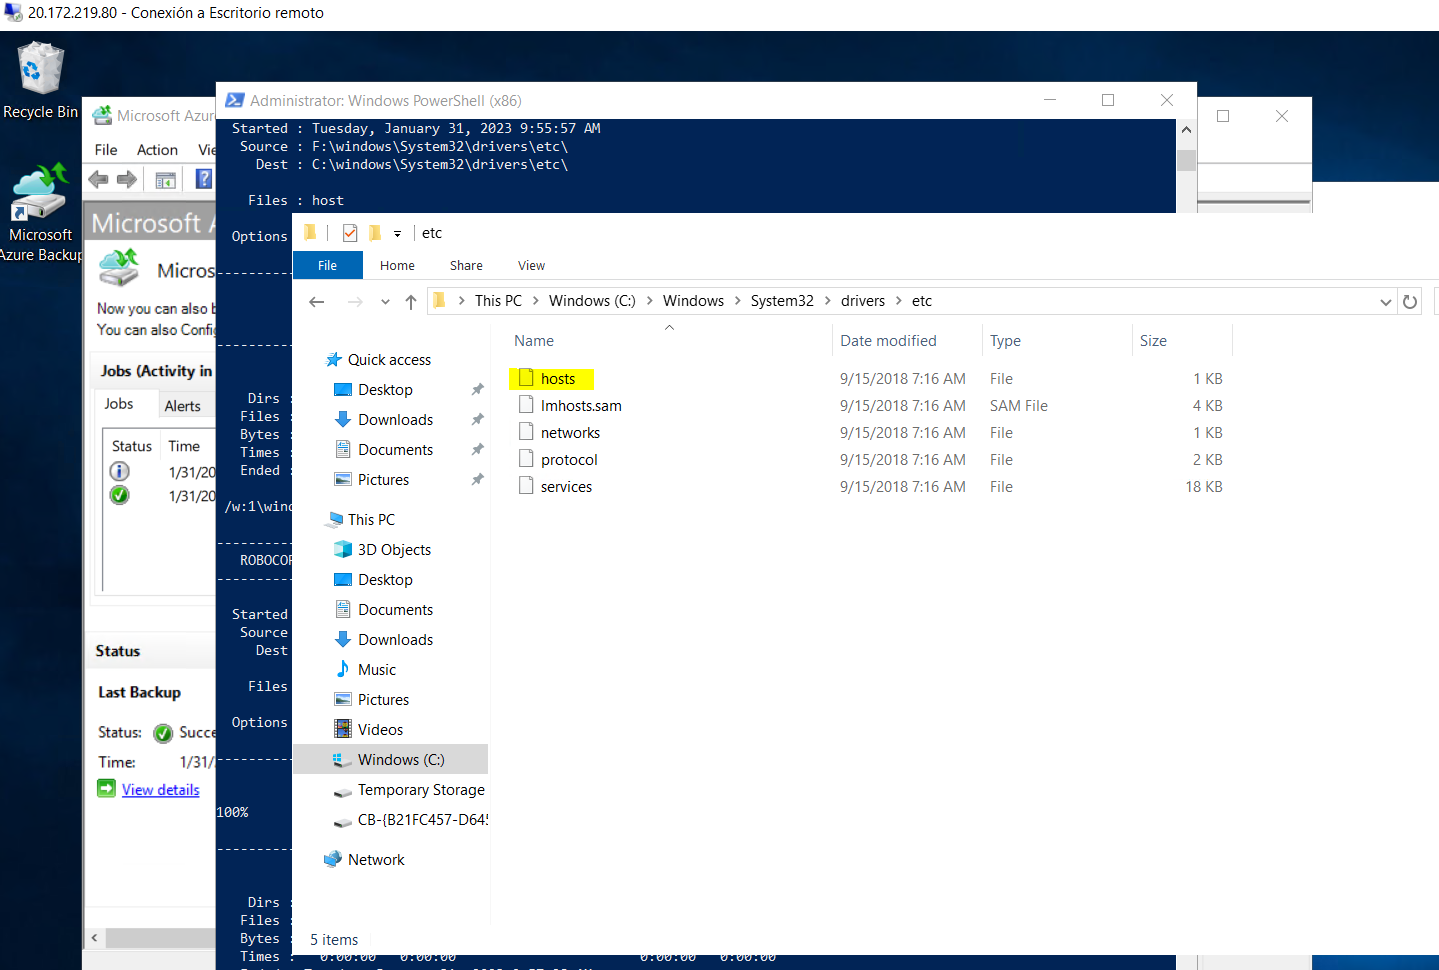 20.172.219.80 - Conexión a Escritorio remoto
Recycle Bin
Microsoft
Azure Backup
Microsoft Azur
File Action Vi
Microsoft A
Micros
Now you can also b
You can also Config
Jobs (Activity in
Jobs Alerts
Status Time
1/31/20
1/31/20
Status
Last Backup
Status: Succe
Time: 1/31/
View details
Administrator: Windows PowerShell (x86)
Started : Tuesday, January 31, 2023 9:55:57 AM
Source : F:\windows\System32\drivers\etc\
Dest : C:\windows\System32\drivers\etc\
Files : host
Options
----------
----------
Dirs :
Files :
Bytes :
Times :
Ended :
/w:1\wind
----------
ROBOCOP
----------
Started
Source
Dest
Files
Options
----------
100%
----------
Dirs :
Files :
Bytes :
Times : 0:00:00 0:00:00 0:00:00 0:00:00
etc
File Home Share View
This PC > Windows (C:) > Windows > System32 > drivers > etc
Quick access
Desktop
Downloads
Documents
Pictures
This PC
3D Objects
Desktop
Documents
Downloads
Music
Pictures
Videos
Windows (C:)
Temporary Storage
CB-{B21FC457-D645
Network
Name Date modified Type Size
hosts 9/15/2018 7:16 AM File 1 KB
lmhosts.sam 9/15/2018 7:16 AM SAM File 4 KB
networks 9/15/2018 7:16 AM File 1 KB
protocol 9/15/2018 7:16 AM File 2 KB
services 9/15/2018 7:16 AM File 18 KB
5 items